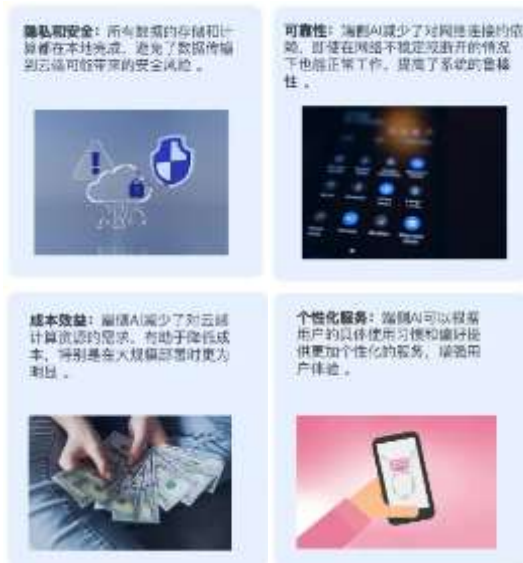 隐私和安全：所有数据的存储和计
算都在本地完成，避免了数据传输
到云端可能带来的安全风险 。
可靠性：端侧AI减少了对网络连接的依
赖，即使在网络不稳定或断开的情况
下也能正常工作，提高了系统的鲁棒
性 。
成本效益：端侧AI减少了对云端
计算资源的需求，有助于降低成
本，特别是在大规模部署时更为
明显 。
个性化服务：端侧AI可以根据
用户的具体使用习惯和偏好提
供更加个性化的服务，增强用
户体验 。